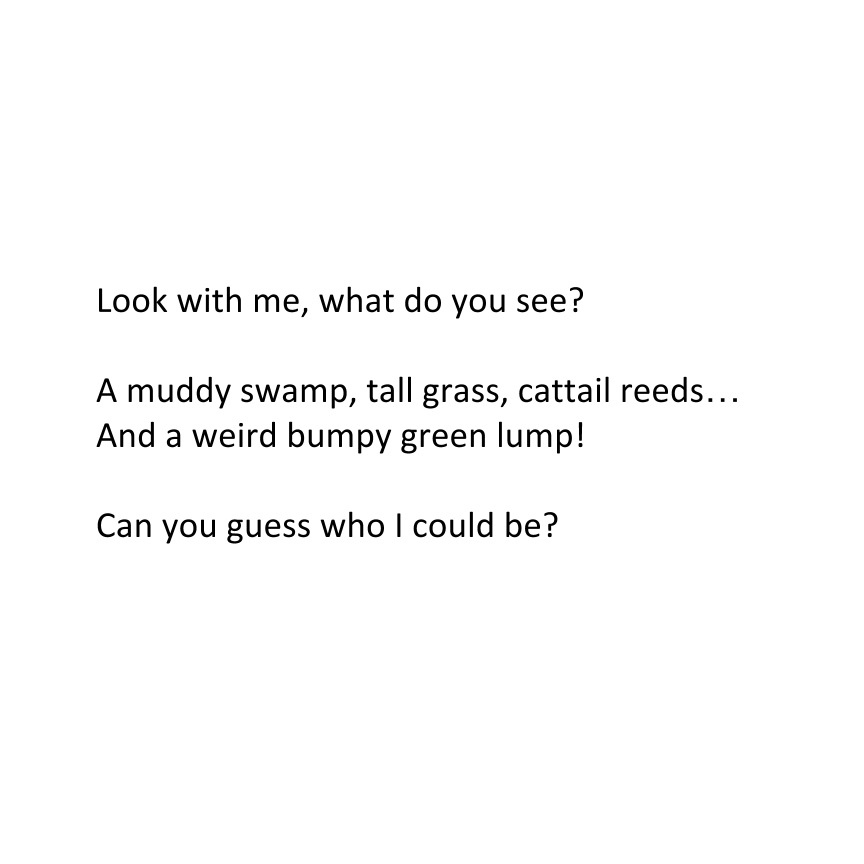 Look with me, what do you see?
A muddy swamp, tall grass, cattail reeds…
And a weird bumpy green lump!
Can you guess who I could be?